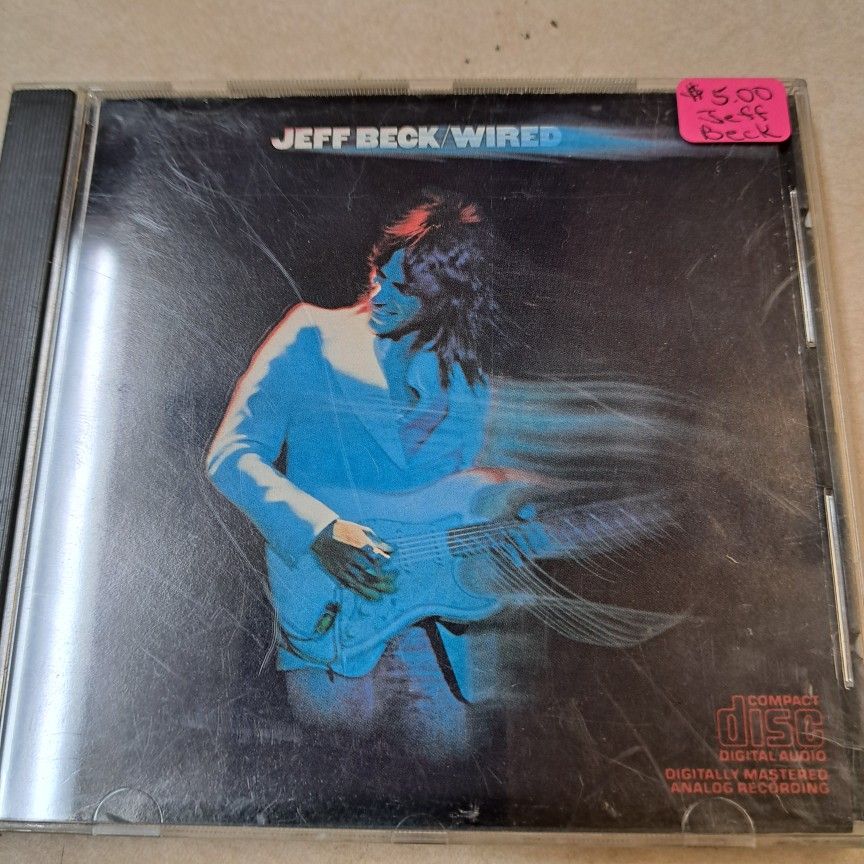 JEFF BECK/WIRED
$ 5.00
Jeff
Beck
COMPACT
disc
DIGITAL AUDIO
DIGITALLY MASTERED
ANALOG RECORDING